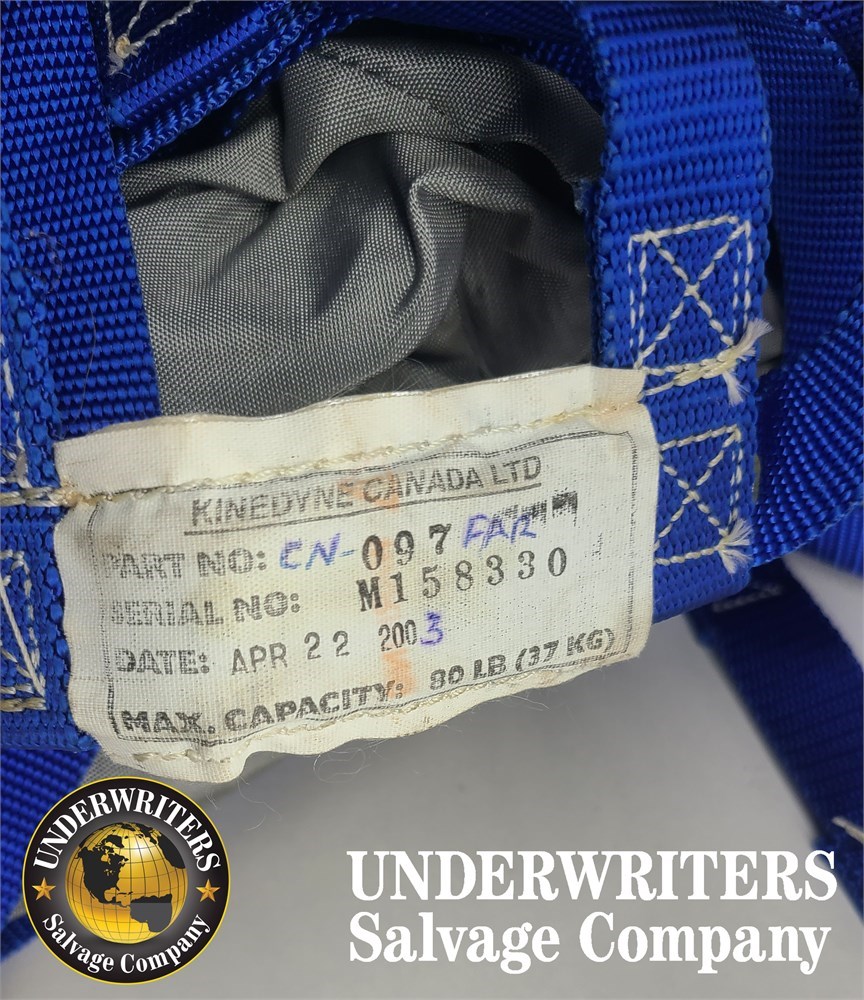 KINEDYNE CANADA LTD
PART NO: CN-097 PAR
SERIAL NO: M158330
DATE: APR 22 2003
MAX. CAPACITY: 80 LB (37 KG)
UNDERWRITERS
Salvage Company
UNDERWRITERS
Salvage Company